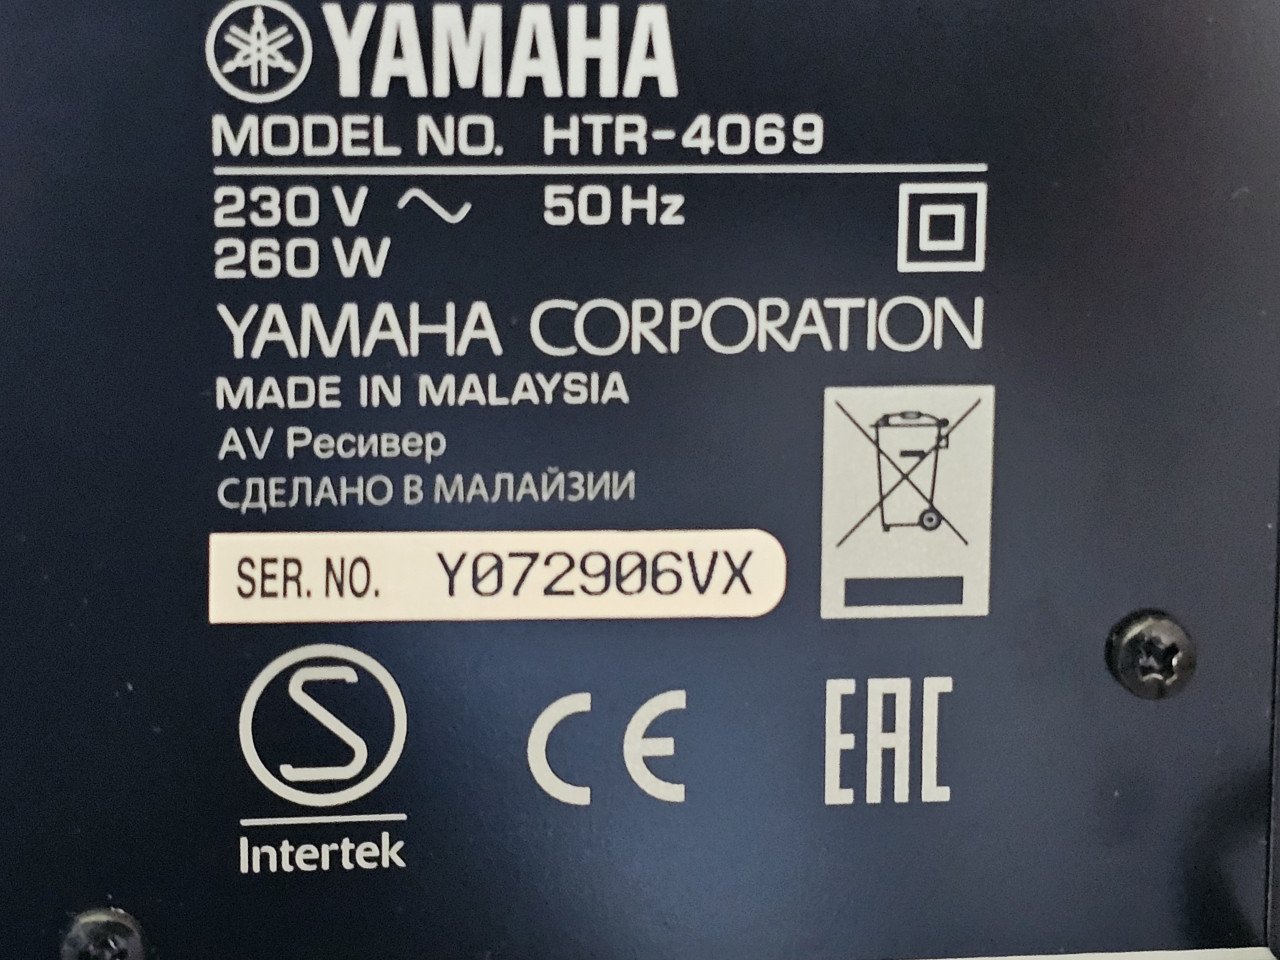 YAMAHA
MODEL NO. HTR-4069
230 V ~ 50 Hz
260 W
YAMAHA CORPORATION
MADE IN MALAYSIA
AV Ресивер
СДЕЛАНО В МАЛАЙЗИИ
SER. NO. Y072906VX
S
Intertek
CE
EAC